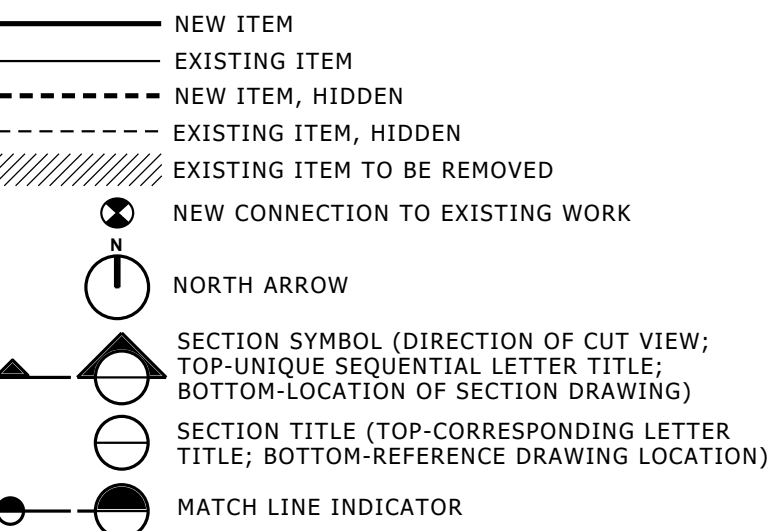 NEW ITEM
EXISTING ITEM
NEW ITEM, HIDDEN
EXISTING ITEM, HIDDEN
EXISTING ITEM TO BE REMOVED
NEW CONNECTION TO EXISTING WORK
N
NORTH ARROW
SECTION SYMBOL (DIRECTION OF CUT VIEW;
TOP-UNIQUE SEQUENTIAL LETTER TITLE;
BOTTOM-LOCATION OF SECTION DRAWING)
SECTION TITLE (TOP-CORRESPONDING LETTER
TITLE; BOTTOM-REFERENCE DRAWING LOCATION)
MATCH LINE INDICATOR